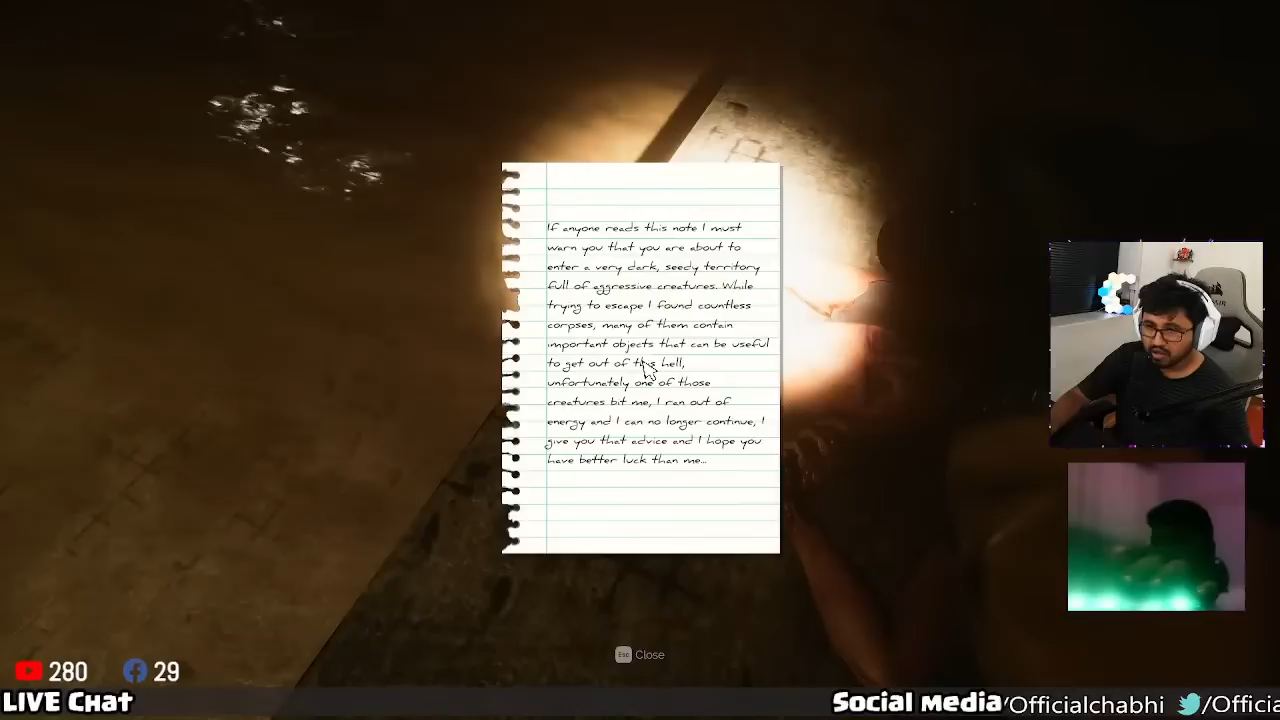 If anyone reads this note I must
warn you that you are about to
enter a very dark, seedy territory
full of aggressive creatures. While
trying to escape I found countless
corpses, many of them contain
important objects that can be useful
to get out of this hell,
unfortunately one of those
creatures bit me, I ran out of
energy and I can no longer continue, I
give you that advice and I hope you
have better luck than me...
Esc Close
280 29
LIVE Chat
Social Media /Officialchabhi /Officia